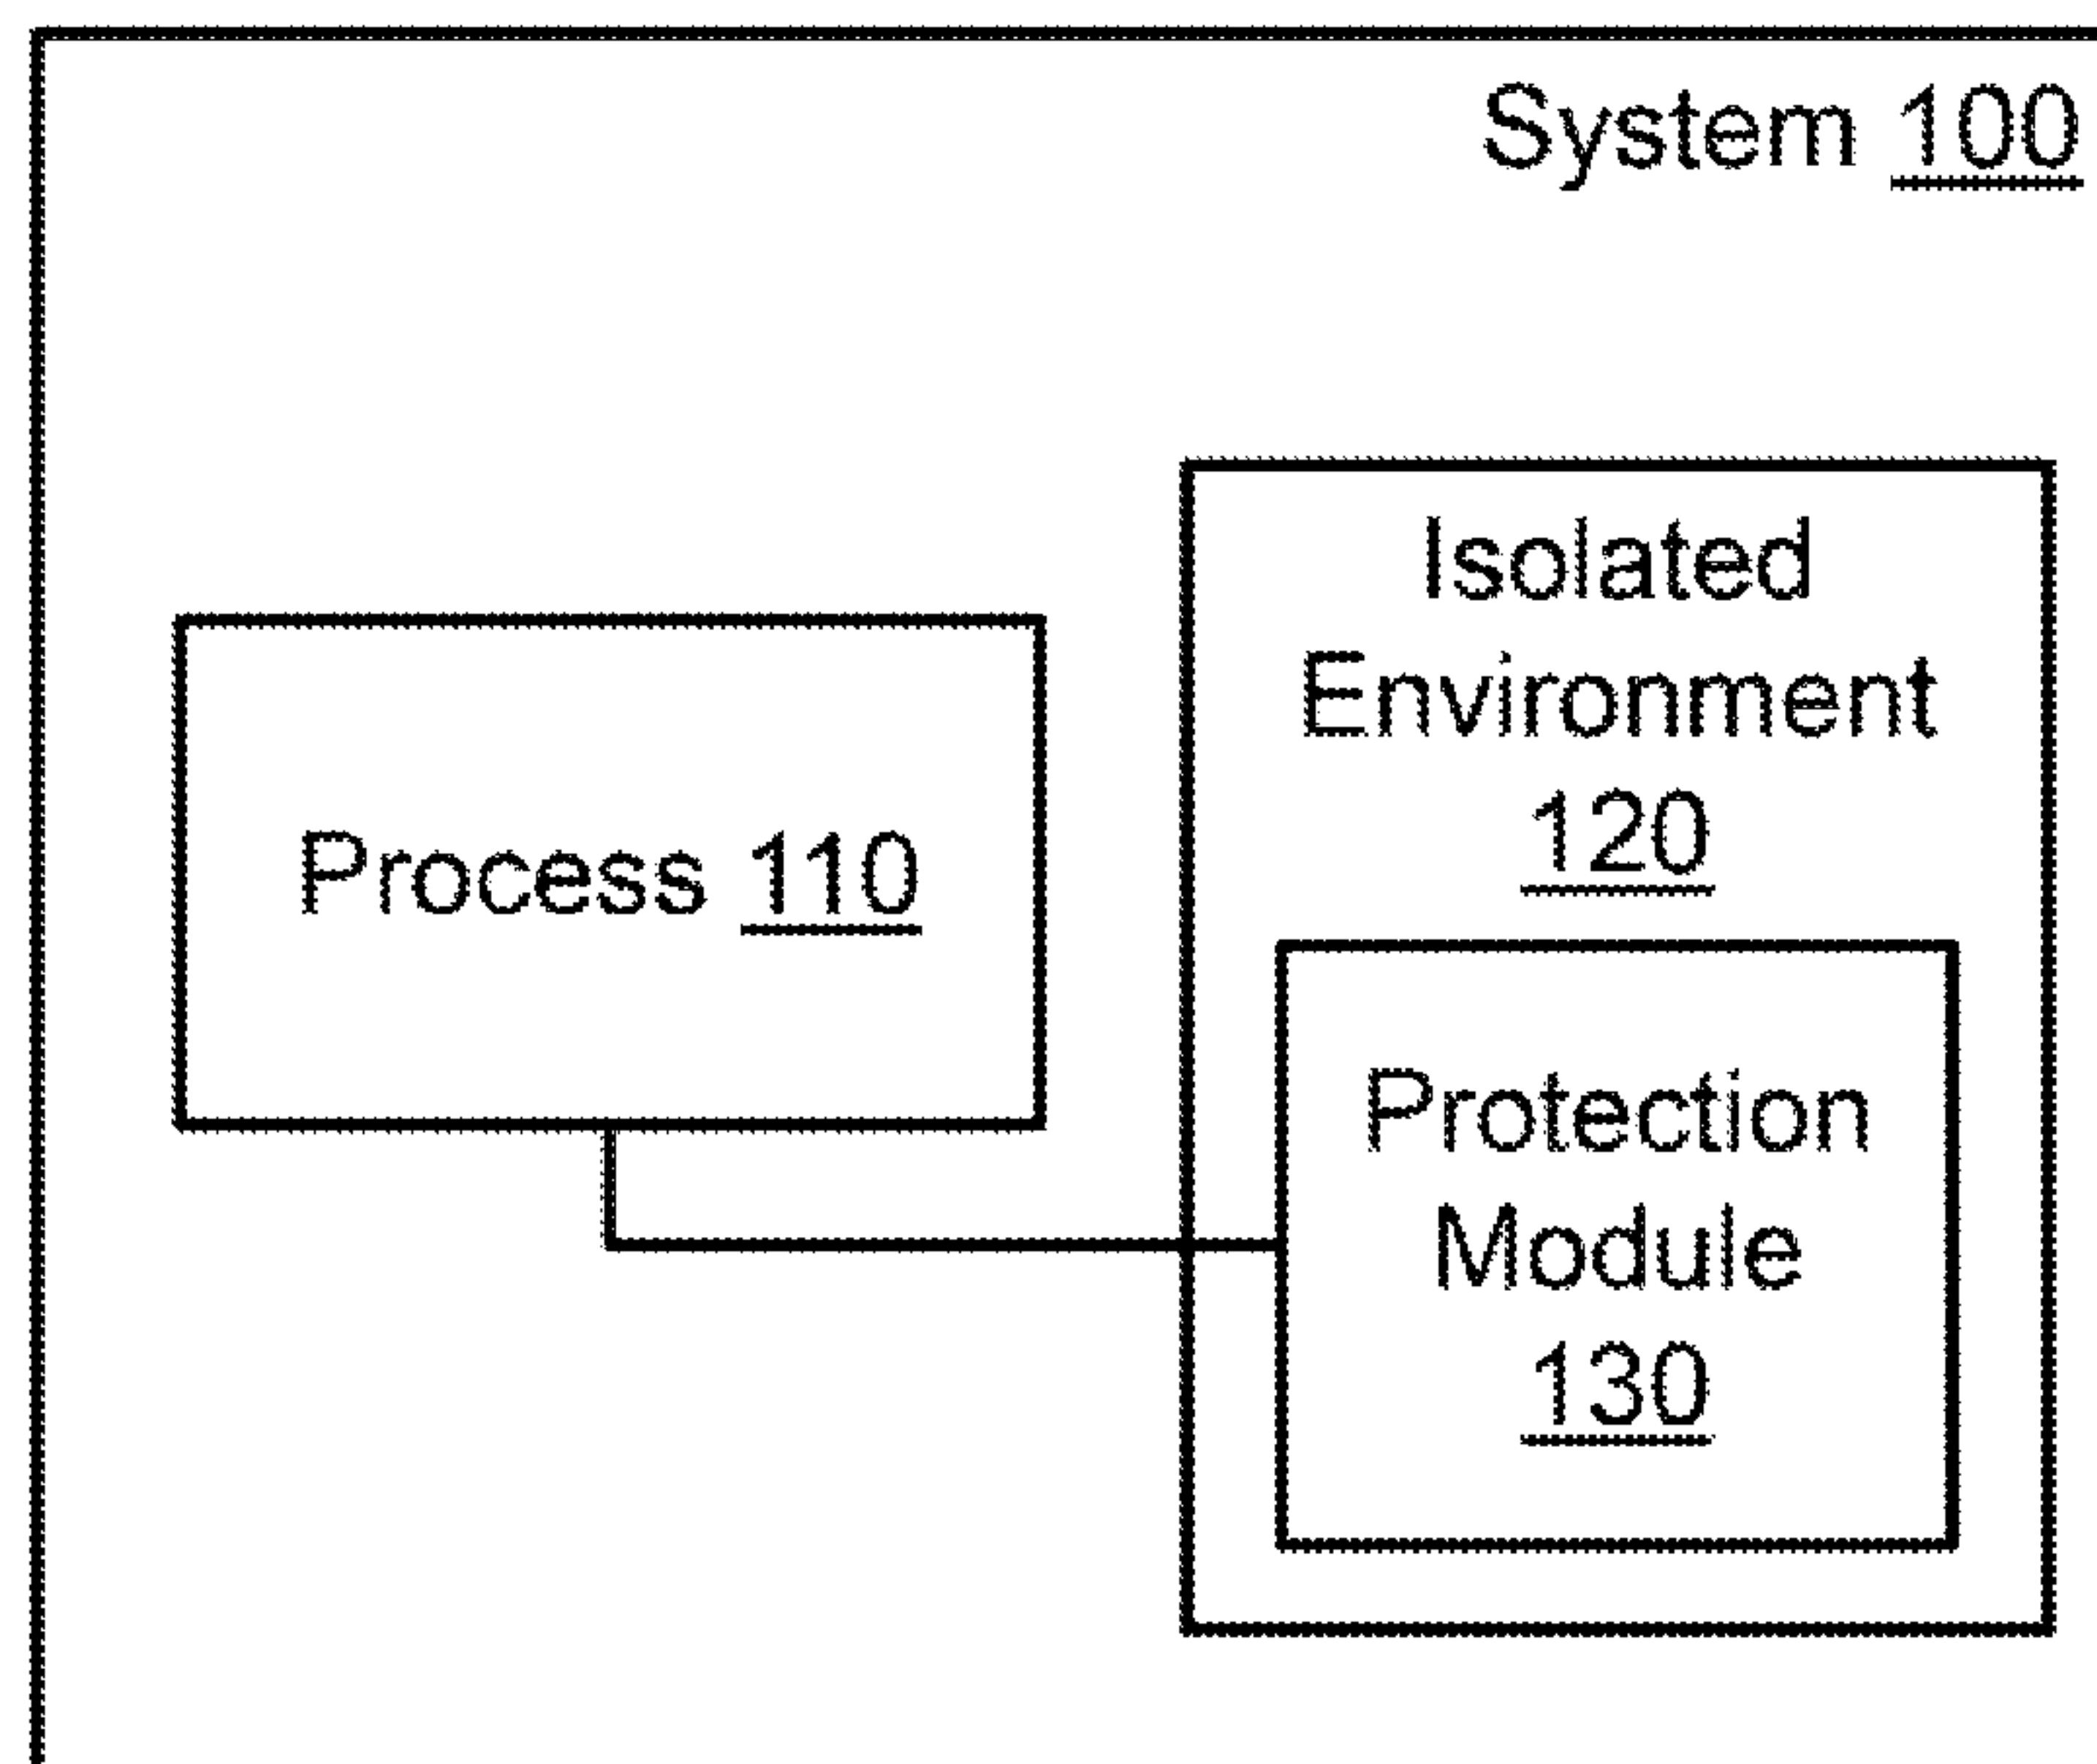 System 100
Process 110
Isolated
Environment
120
Protection
Module
130